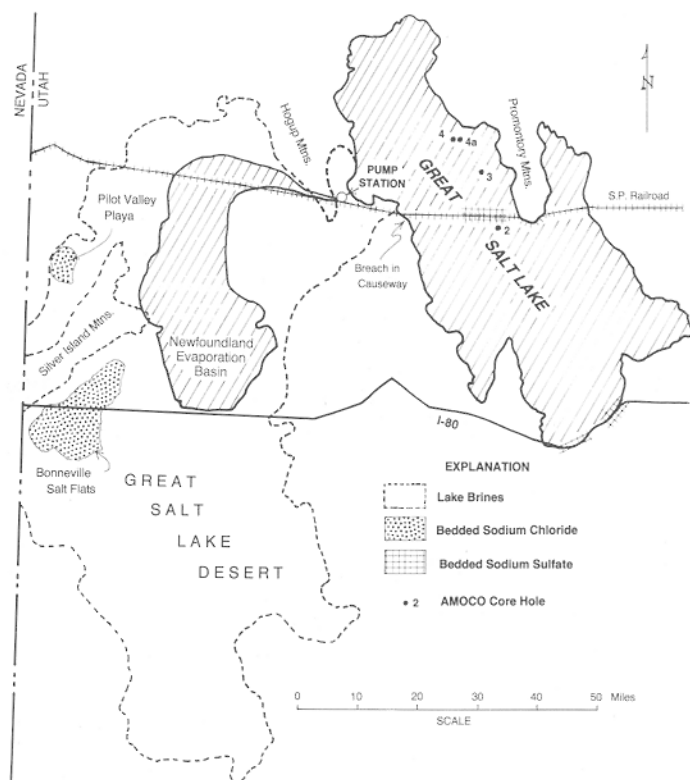 NEVADA
UTAH
Hogup Mtns.
Promontory Mtns.
N
4
4a
PUMP
STATION
GREAT
3
S.P. Railroad
Pilot Valley
Playa
2
Breach in
Causeway
SALT LAKE
Silver Island Mtns.
Newfoundland
Evaporation
Basin
I-80
Bonneville
Salt Flats
GREAT
SALT
LAKE
DESERT
EXPLANATION
Lake Brines
Bedded Sodium Chloride
Bedded Sodium Sulfate
2 AMOCO Core Hole
0 10 20 30 40 50 Miles
SCALE